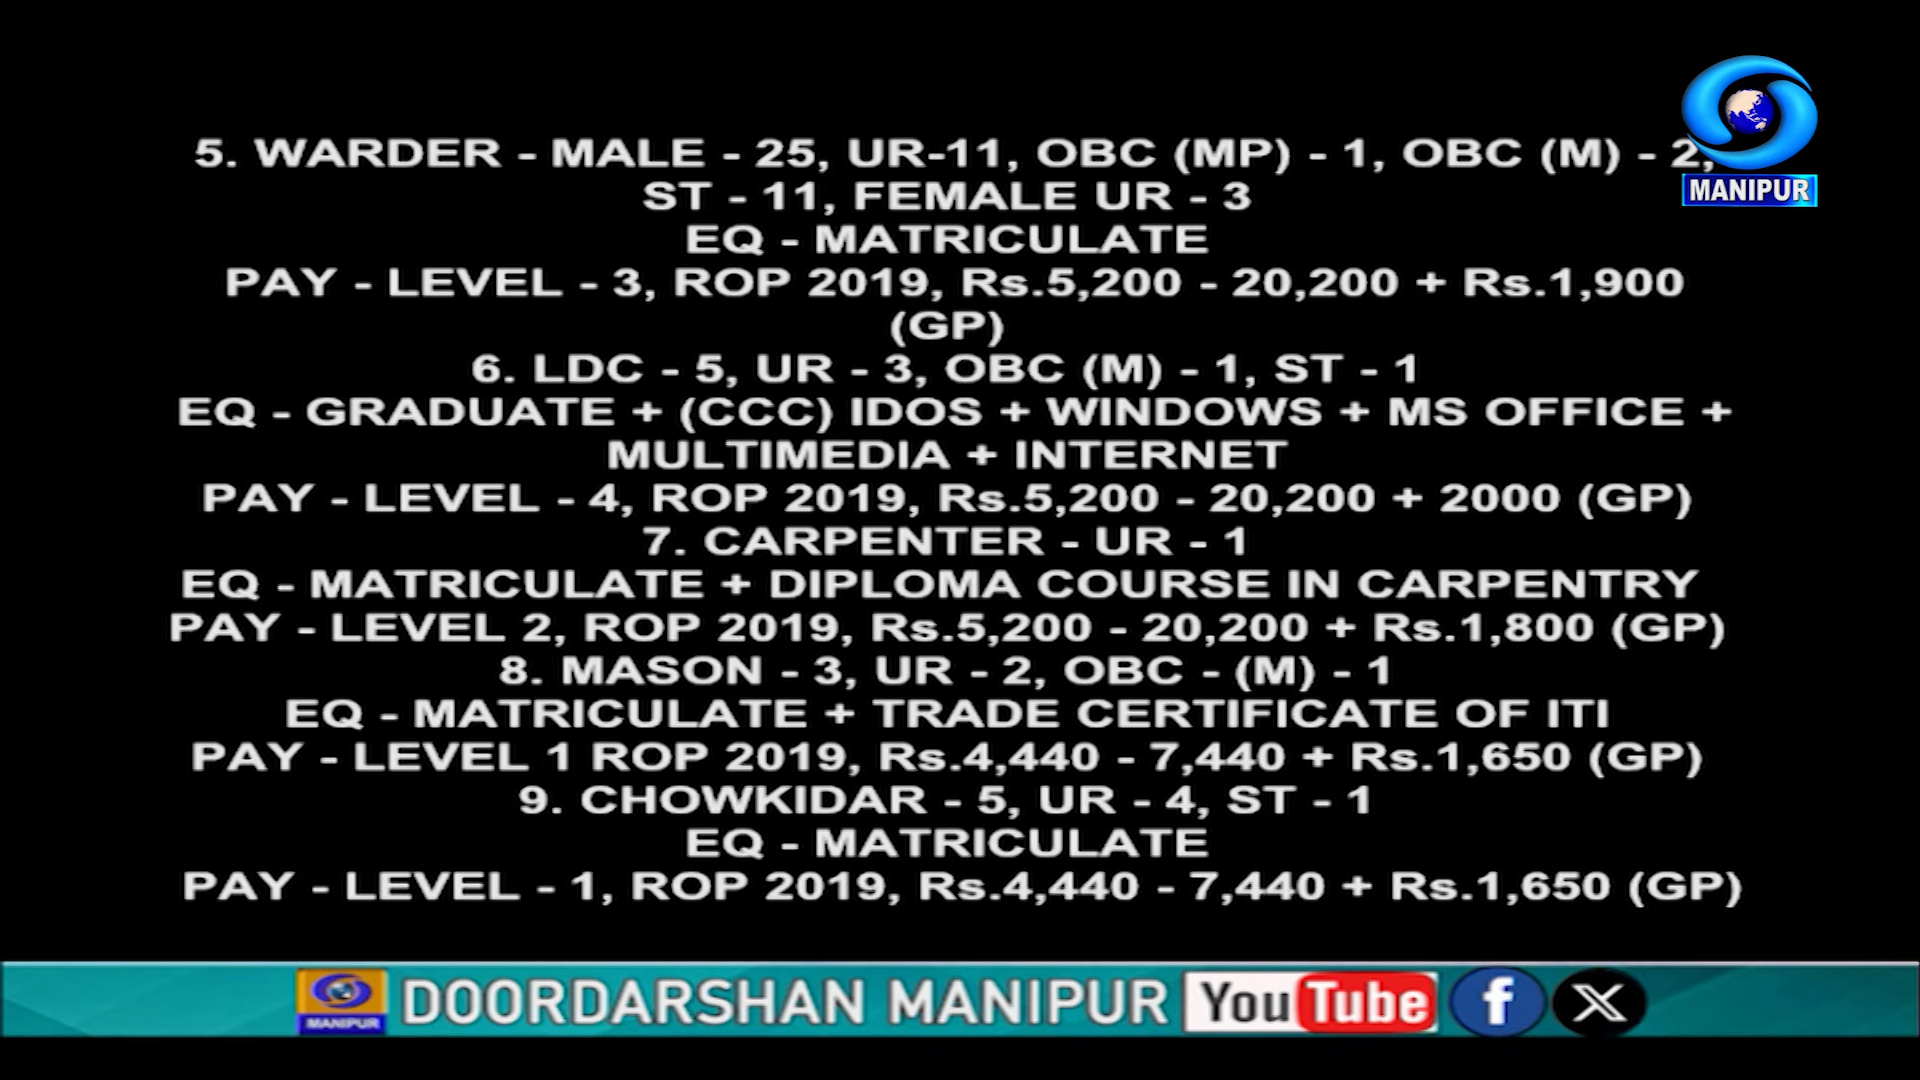 5. WARDER - MALE - 25, UR-11, OBC (MP) - 1, OBC (M) - 2,
ST - 11, FEMALE UR - 3
EQ - MATRICULATE
PAY - LEVEL - 3, ROP 2019, Rs.5,200 - 20,200 + Rs.1,900
(GP)
6. LDC - 5, UR - 3, OBC (M) - 1, ST - 1
EQ - GRADUATE + (CCC) IDOS + WINDOWS + MS OFFICE +
MULTIMEDIA + INTERNET
PAY - LEVEL - 4, ROP 2019, Rs.5,200 - 20,200 + 2000 (GP)
7. CARPENTER - UR - 1
EQ - MATRICULATE + DIPLOMA COURSE IN CARPENTRY
PAY - LEVEL 2, ROP 2019, Rs.5,200 - 20,200 + Rs.1,800 (GP)
8. MASON - 3, UR - 2, OBC - (M) - 1
EQ - MATRICULATE + TRADE CERTIFICATE OF ITI
PAY - LEVEL 1 ROP 2019, Rs.4,440 - 7,440 + Rs.1,650 (GP)
9. CHOWKIDAR - 5, UR - 4, ST - 1
EQ - MATRICULATE
PAY - LEVEL - 1, ROP 2019, Rs.4,440 - 7,440 + Rs.1,650 (GP)
MANIPUR
MANIPUR DOORDARSHAN MANIPUR YouTube f X